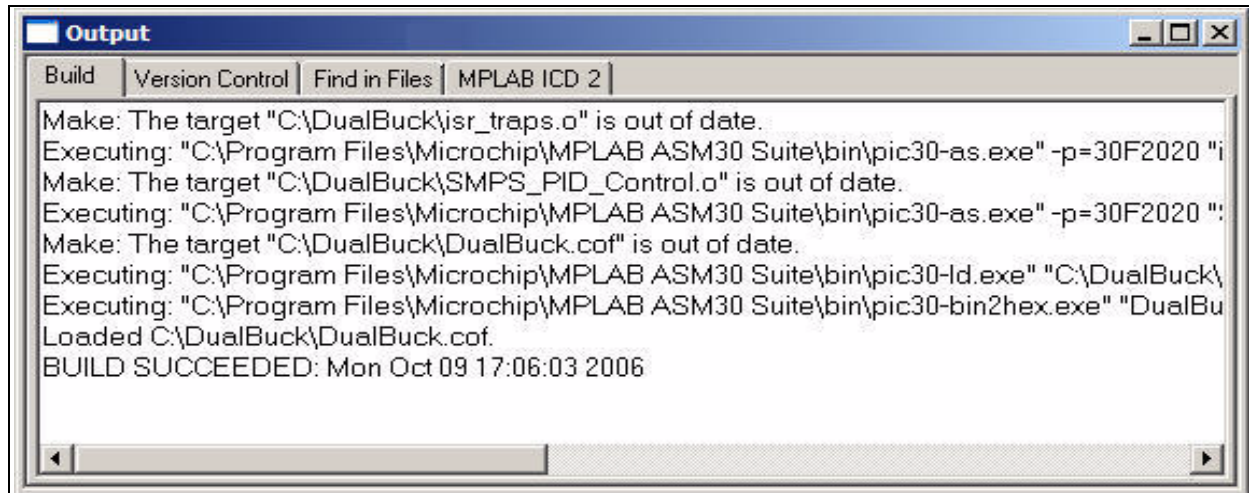 Output
Build Version Control Find in Files MPLAB ICD 2
Make: The target "C:\DualBuck\isr_traps.o" is out of date.
Executing: "C:\Program Files\Microchip\MPLAB ASM30 Suite\bin\pic30-as.exe" -p=30F2020 "i
Make: The target "C:\DualBuck\SMPS_PID_Control.o" is out of date.
Executing: "C:\Program Files\Microchip\MPLAB ASM30 Suite\bin\pic30-as.exe" -p=30F2020 "S
Make: The target "C:\DualBuck\DualBuck.cof" is out of date.
Executing: "C:\Program Files\Microchip\MPLAB ASM30 Suite\bin\pic30-ld.exe" "C:\DualBuck\
Executing: "C:\Program Files\Microchip\MPLAB ASM30 Suite\bin\pic30-bin2hex.exe" "DualBu
Loaded C:\DualBuck\DualBuck.cof.
BUILD SUCCEEDED: Mon Oct 09 17:06:03 2006